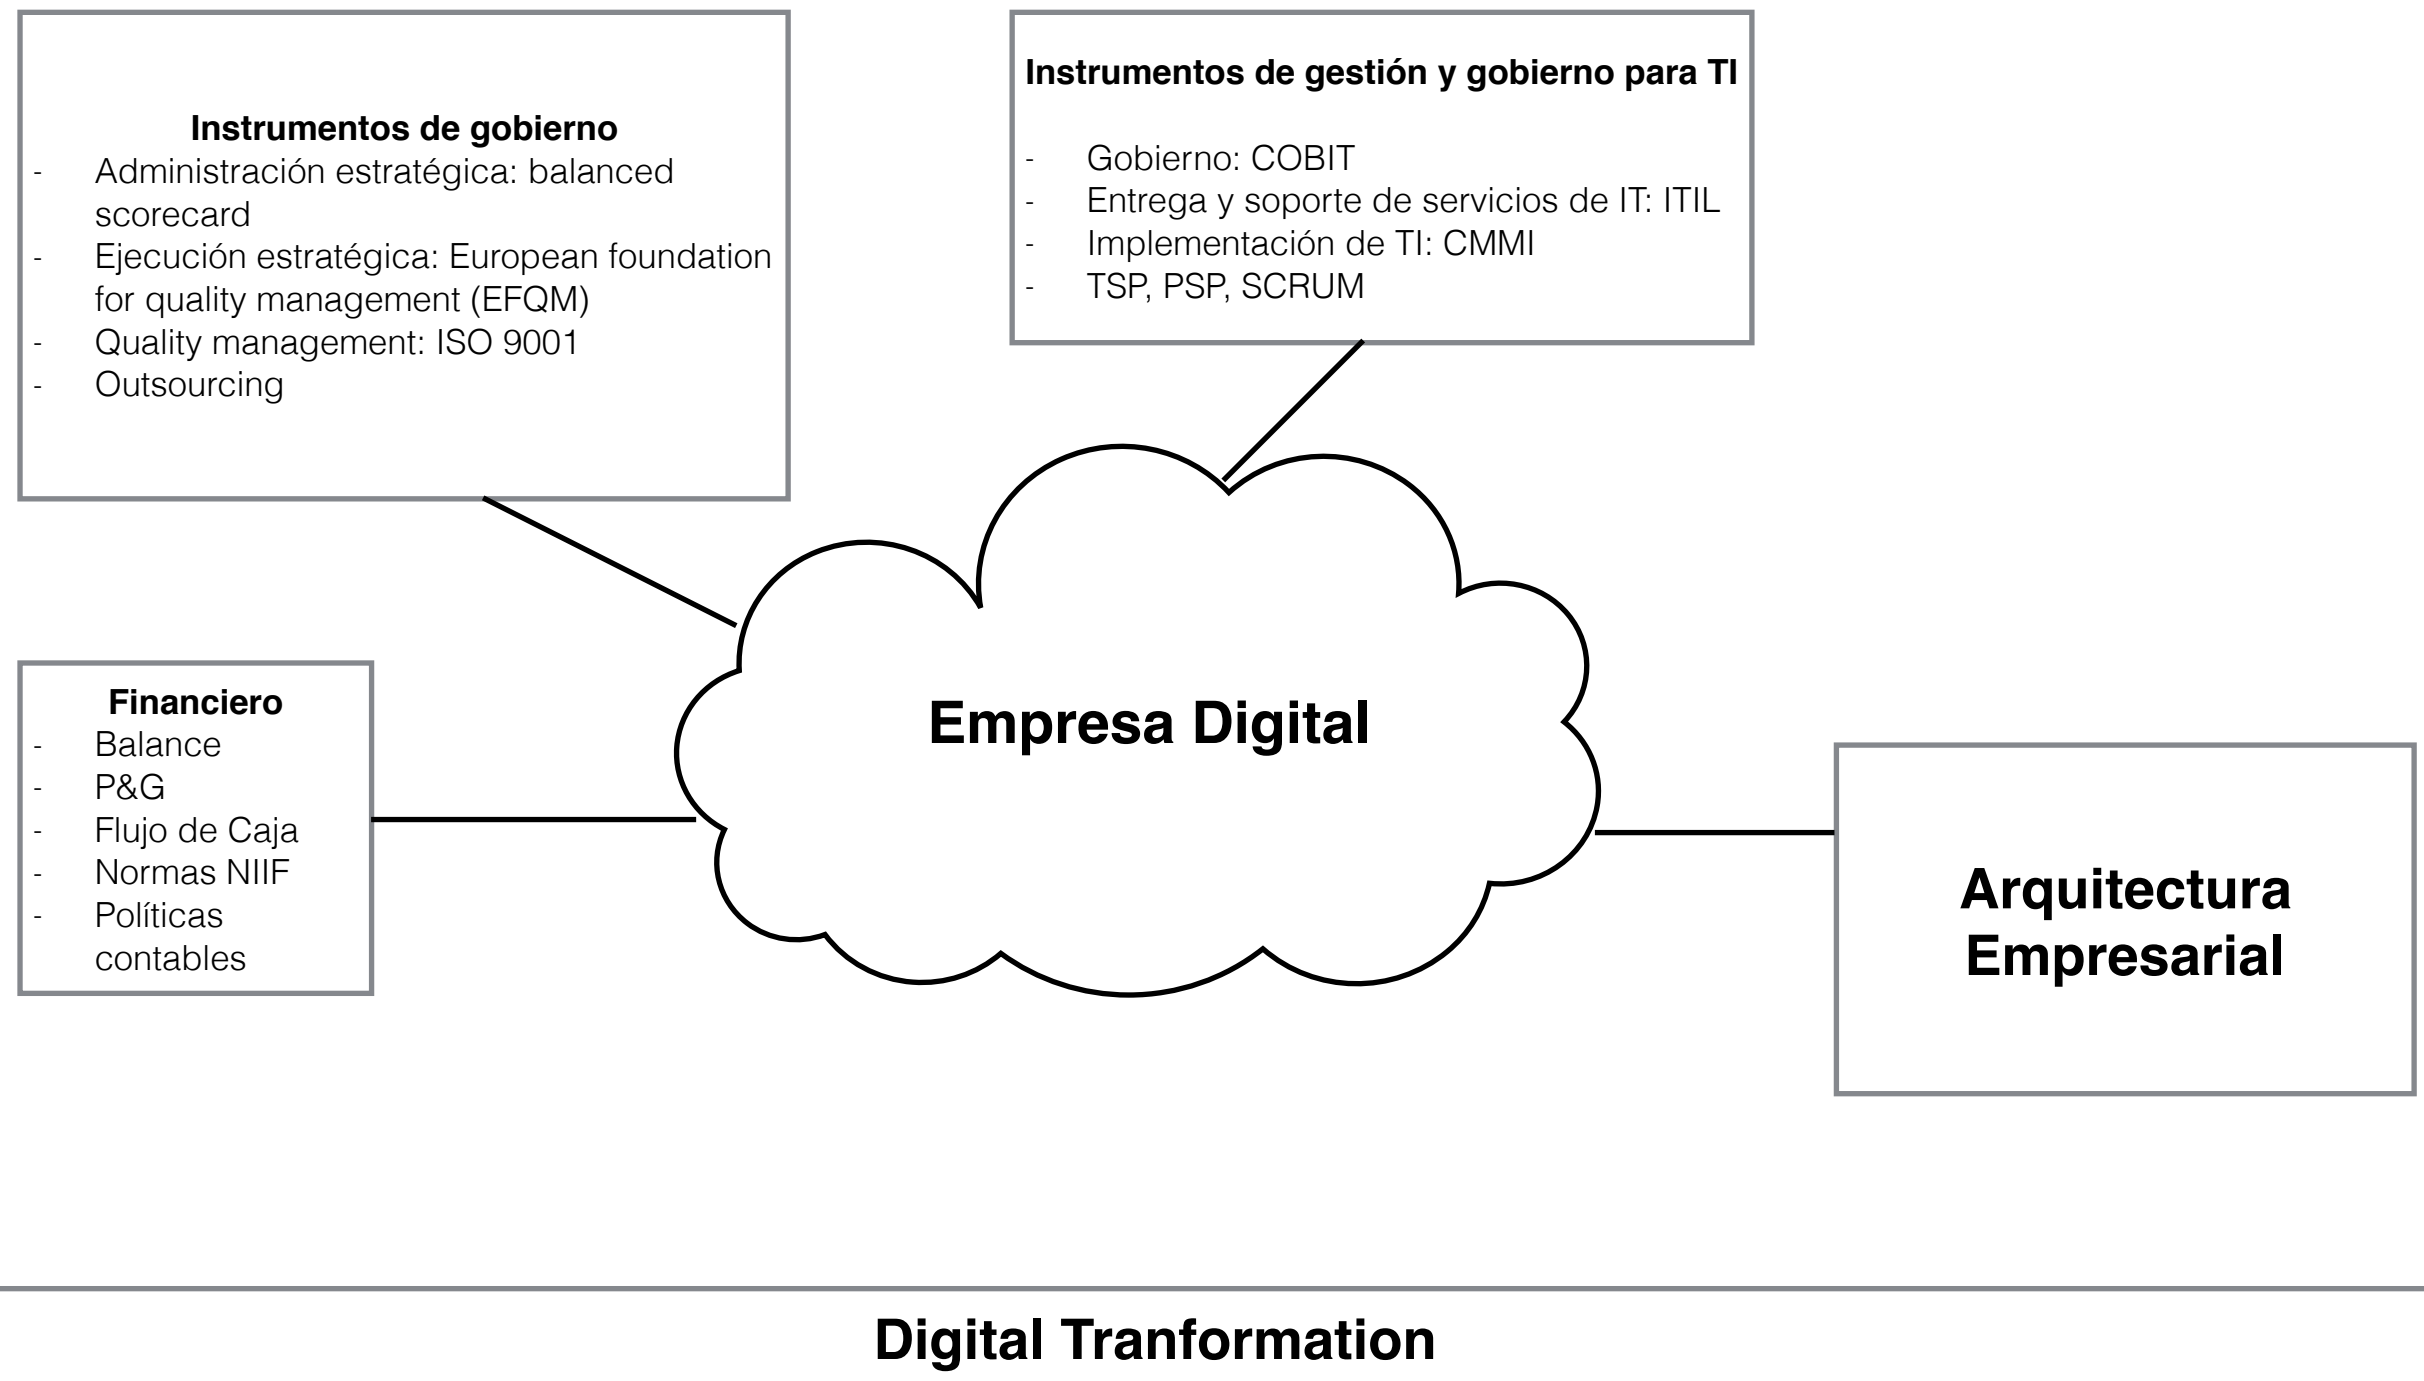 Instrumentos de gobierno
- Administración estratégica: balanced
scorecard
- Ejecución estratégica: European foundation
for quality management (EFQM)
- Quality management: ISO 9001
- Outsourcing
Instrumentos de gestión y gobierno para TI
- Gobierno: COBIT
- Entrega y soporte de servicios de IT: ITIL
- Implementación de TI: CMMI
- TSP, PSP, SCRUM
Financiero
- Balance
- P&G
- Flujo de Caja
- Normas NIIF
- Políticas
contables
Empresa Digital
Arquitectura
Empresarial
Digital Tranformation